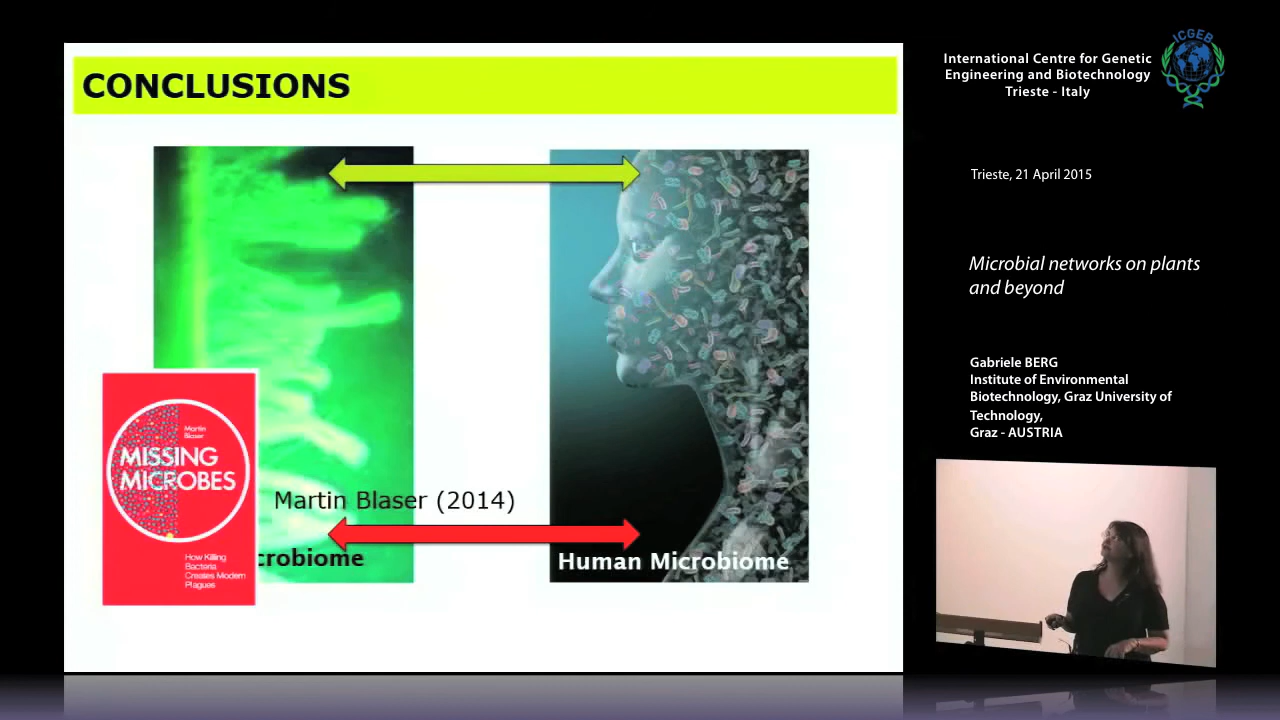 CONCLUSIONS
Martin
Blaser
MISSING
MICROBES
How Killing
Bacteria
Creates Modern
Plagues
Martin Blaser (2014)
crobiome
Human Microbiome
ICGEB
International Centre for Genetic
Engineering and Biotechnology
Trieste - Italy
Trieste, 21 April 2015
Microbial networks on plants
and beyond
Gabriele BERG
Institute of Environmental
Biotechnology, Graz University of
Technology,
Graz - AUSTRIA